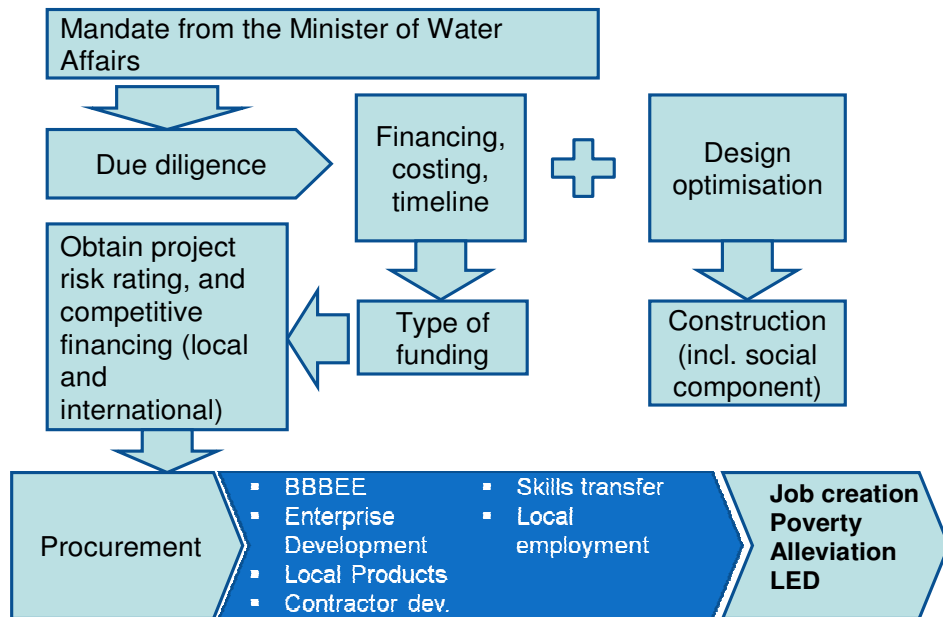 Mandate from the Minister of Water
Affairs
Due diligence
Financing,
costing,
timeline
Design
optimisation
Obtain project
risk rating, and
competitive
financing (local
and
international)
Type of
funding
Construction
(incl. social
component)
Procurement
▪ BBBEE
▪ Enterprise
Development
▪ Local Products
▪ Contractor dev.
▪ Skills transfer
▪ Local
employment
Job creation
Poverty
Alleviation
LED